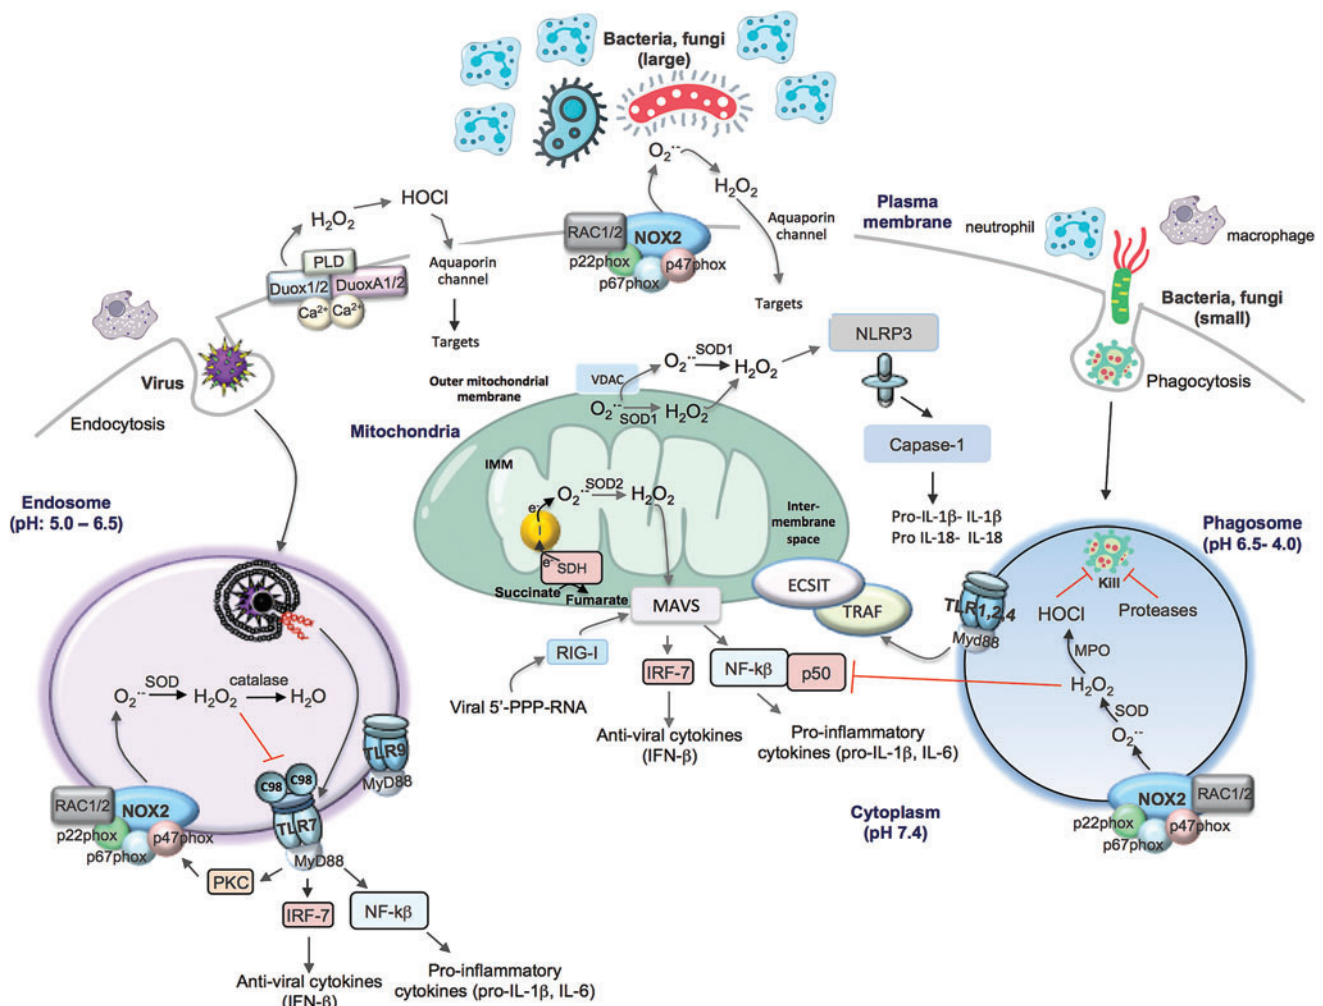 Bacteria, fungi
(large)
O2·-
H2O2
HOCl
H2O2
RAC1/2
NOX2
p22phox
p47phox
p67phox
Aquaporin
channel
Targets
Plasma
membrane
neutrophil
macrophage
Bacteria, fungi
(small)
Phagocytosis
PLD
Duox1/2
DuoxA1/2
Ca2+
Ca2+
Aquaporin
channel
Targets
Virus
Endocytosis
Outer mitochondrial
membrane
VDAC
O2·-
SOD1
H2O2
O2·-
SOD1
H2O2
NLRP3
Capase-1
Pro-IL-1β- IL-1β
Pro IL-18- IL-18
Mitochondria
IMM
O2·-
SOD2
H2O2
e-
e-
SDH
Succinate
Fumarate
Inter-
membrane
space
MAVS
ECSIT
TRAF
RIG-I
Viral 5’-PPP-RNA
IRF-7
NF-kβ
p50
Anti-viral cytokines
(IFN-β)
Pro-inflammatory
cytokines (pro-IL-1β, IL-6)
Endosome
(pH: 5.0 – 6.5)
O2·-
SOD
H2O2
catalase
H2O
TLR9
MyD88
C98
C98
TLR7
MyD88
RAC1/2
NOX2
p22phox
p47phox
p67phox
PKC
IRF-7
NF-kβ
Anti-viral cytokines
(IFN-β)
Pro-inflammatory
cytokines (pro-IL-1β, IL-6)
Cytoplasm
(pH 7.4)
Phagosome
(pH 6.5- 4.0)
Kill
HOCl
Proteases
MPO
H2O2
SOD
O2·-
TLR1,2,4
Myd88
NOX2
RAC1/2
p22phox
p47phox
p67phox